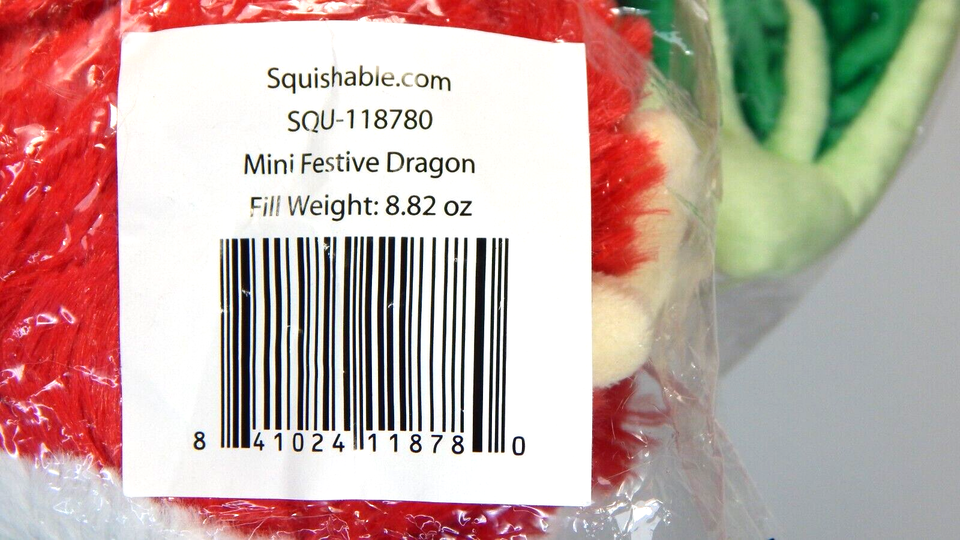 Squishable.com
SQU-118780
Mini Festive Dragon
Fill Weight: 8.82 oz
8 41024 11878 0